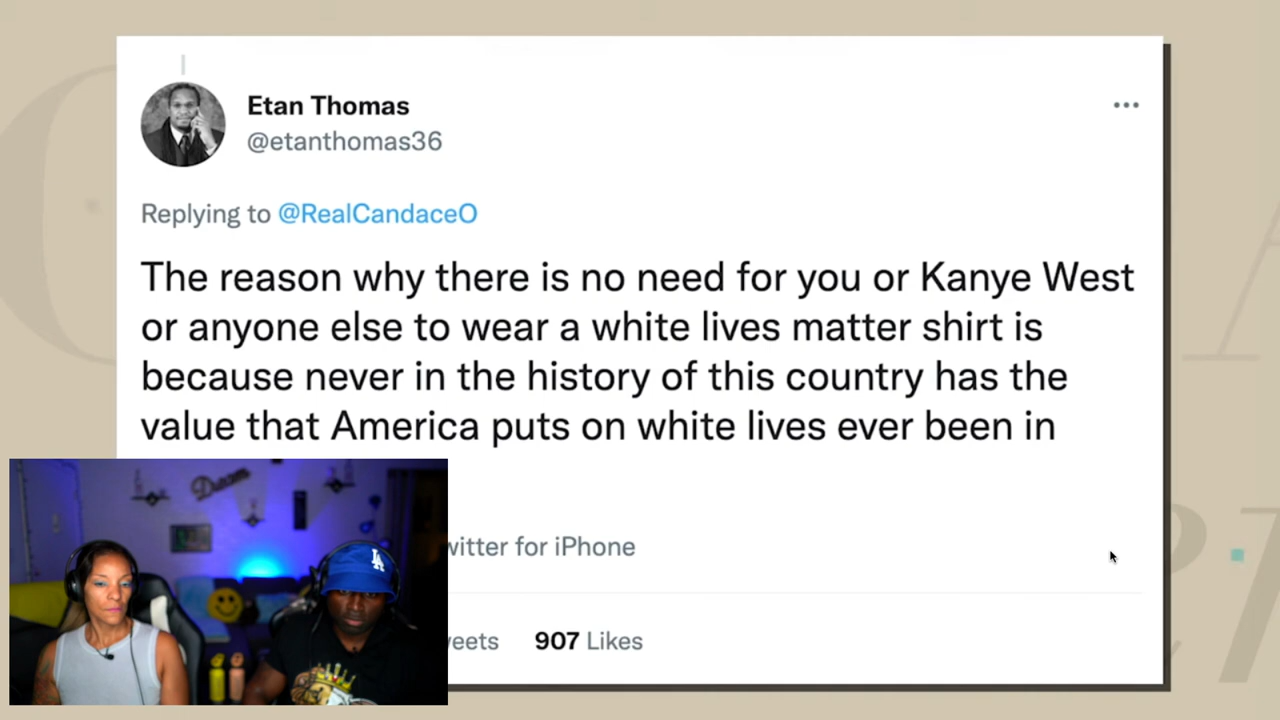 Etan Thomas
@etanthomas36
Replying to @RealCandaceO
The reason why there is no need for you or Kanye West
or anyone else to wear a white lives matter shirt is
because never in the history of this country has the
value that America puts on white lives ever been in
Dream
LA
witter for iPhone
eets 907 Likes